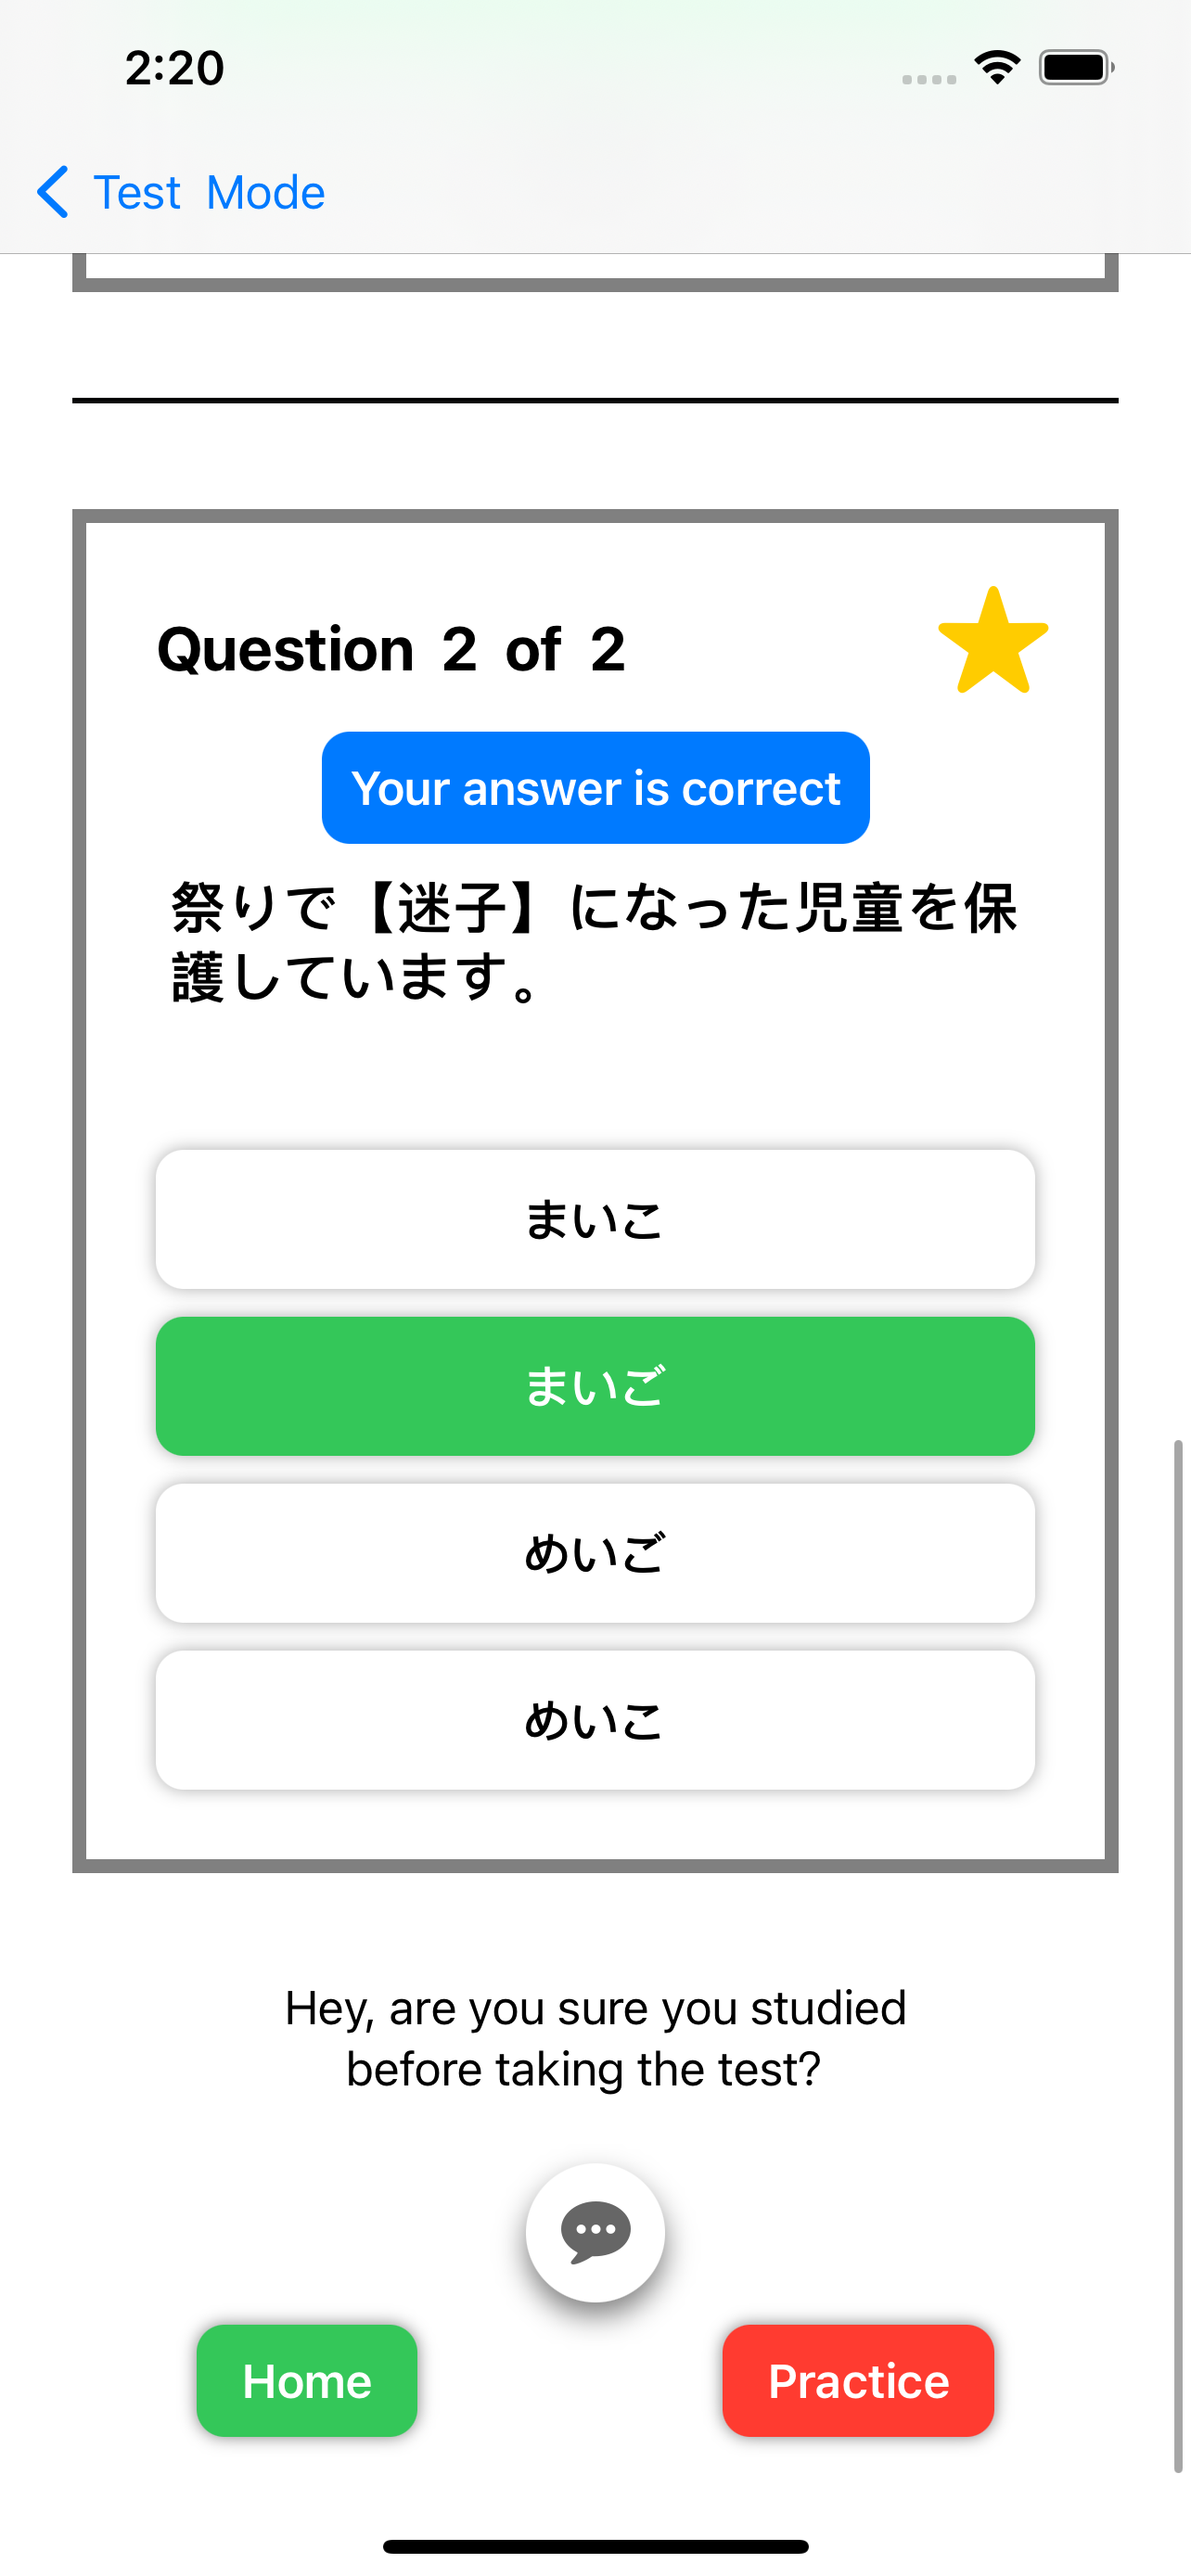 2:20
Test Mode
Question 2 of 2
Your answer is correct
祭りで【迷子】になった児童を保
護しています。
まいこ
まいご
めいご
めいこ
Hey, are you sure you studied
before taking the test?
Home
Practice